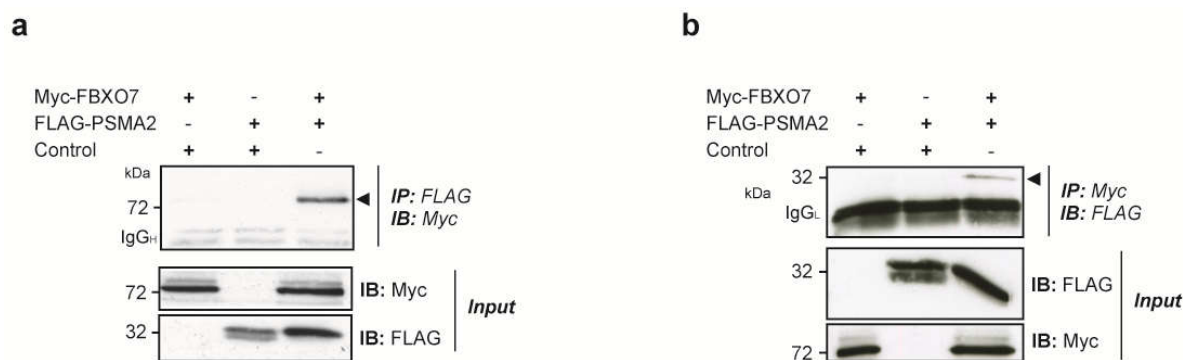 a
Myc-FBXO7 + - +
FLAG-PSMA2 - + +
Control + + -
kDa
72
IgGH
IP: FLAG
IB: Myc
72
IB: Myc
32
IB: FLAG
Input
b
Myc-FBXO7 + - +
FLAG-PSMA2 - + +
Control + + -
32
kDa
IgGL
IP: Myc
IB: FLAG
32
IB: FLAG
72
IB: Myc
Input